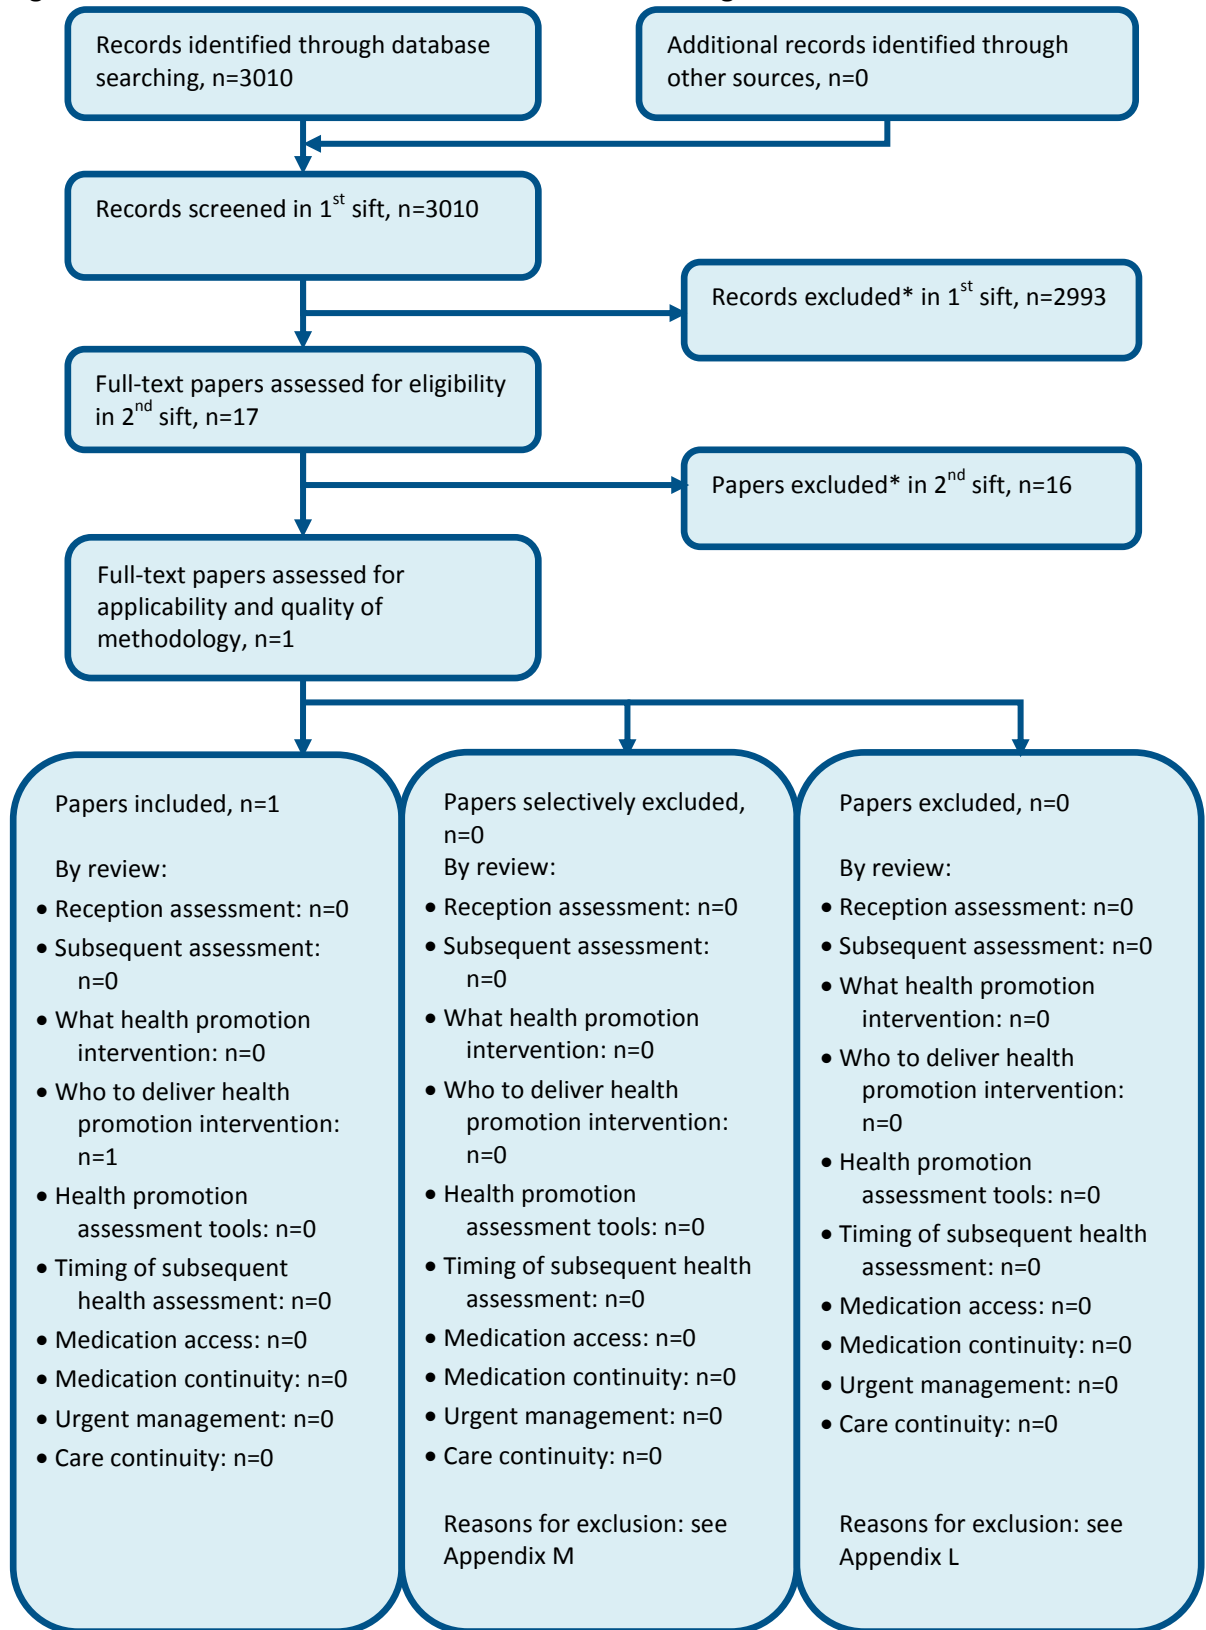 Records identified through database
searching, n=3010
Additional records identified through
other sources, n=0
Records screened in 1st sift, n=3010
Records excluded* in 1st sift, n=2993
Full-text papers assessed for eligibility
in 2nd sift, n=17
Papers excluded* in 2nd sift, n=16
Full-text papers assessed for
applicability and quality of
methodology, n=1
Papers included, n=1
By review:
• Reception assessment: n=0
• Subsequent assessment:
n=0
• What health promotion
intervention: n=0
• Who to deliver health
promotion intervention:
n=1
• Health promotion
assessment tools: n=0
• Timing of subsequent
health assessment: n=0
• Medication access: n=0
• Medication continuity: n=0
• Urgent management: n=0
• Care continuity: n=0
Papers selectively excluded,
n=0
By review:
• Reception assessment: n=0
• Subsequent assessment:
n=0
• What health promotion
intervention: n=0
• Who to deliver health
promotion intervention:
n=0
• Health promotion
assessment tools: n=0
• Timing of subsequent health
assessment: n=0
• Medication access: n=0
• Medication continuity: n=0
• Urgent management: n=0
• Care continuity: n=0
Reasons for exclusion: see
Appendix M
Papers excluded, n=0
By review:
• Reception assessment: n=0
• Subsequent assessment: n=0
• What health promotion
intervention: n=0
• Who to deliver health
promotion intervention:
n=0
• Health promotion
assessment tools: n=0
• Timing of subsequent health
assessment: n=0
• Medication access: n=0
• Medication continuity: n=0
• Urgent management: n=0
• Care continuity: n=0
Reasons for exclusion: see
Appendix L